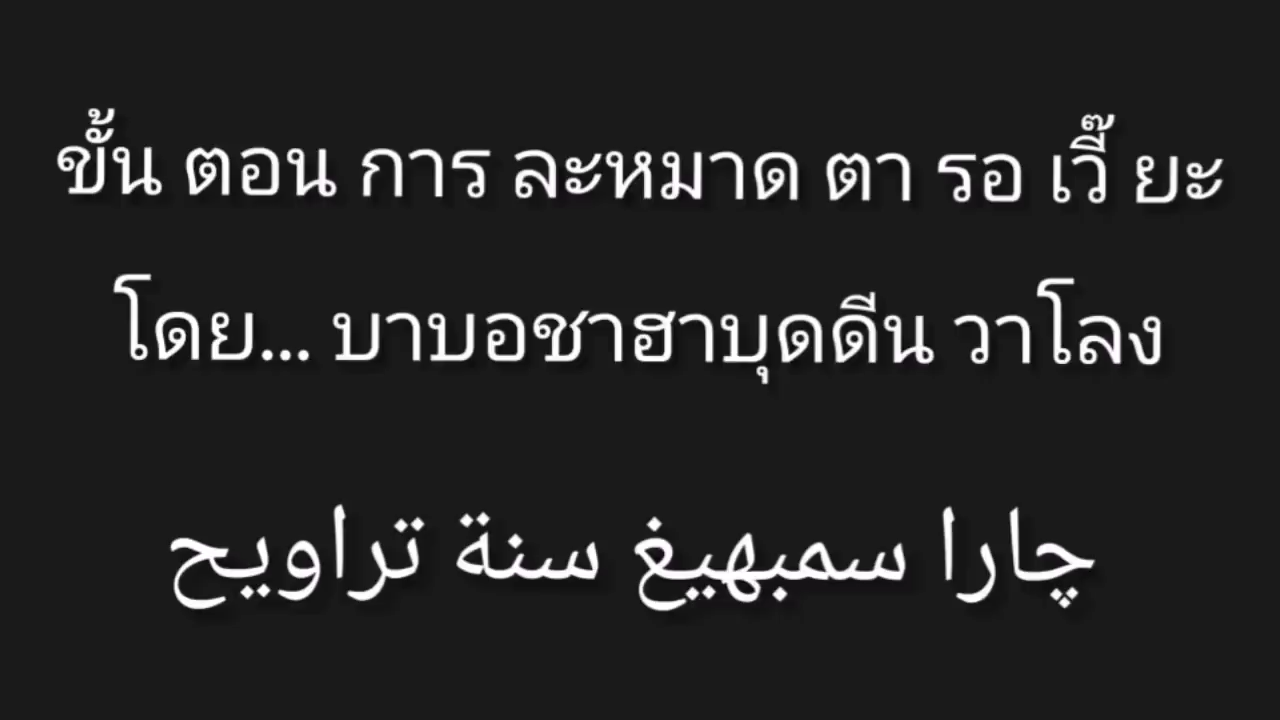 ขั้น ตอน การ ละหมาด ตา รอ เวี๊ ยะ
โดย... บาบอชาฮาบุดดีน วาโลง
چارا سمبهيغ سنة تراويح